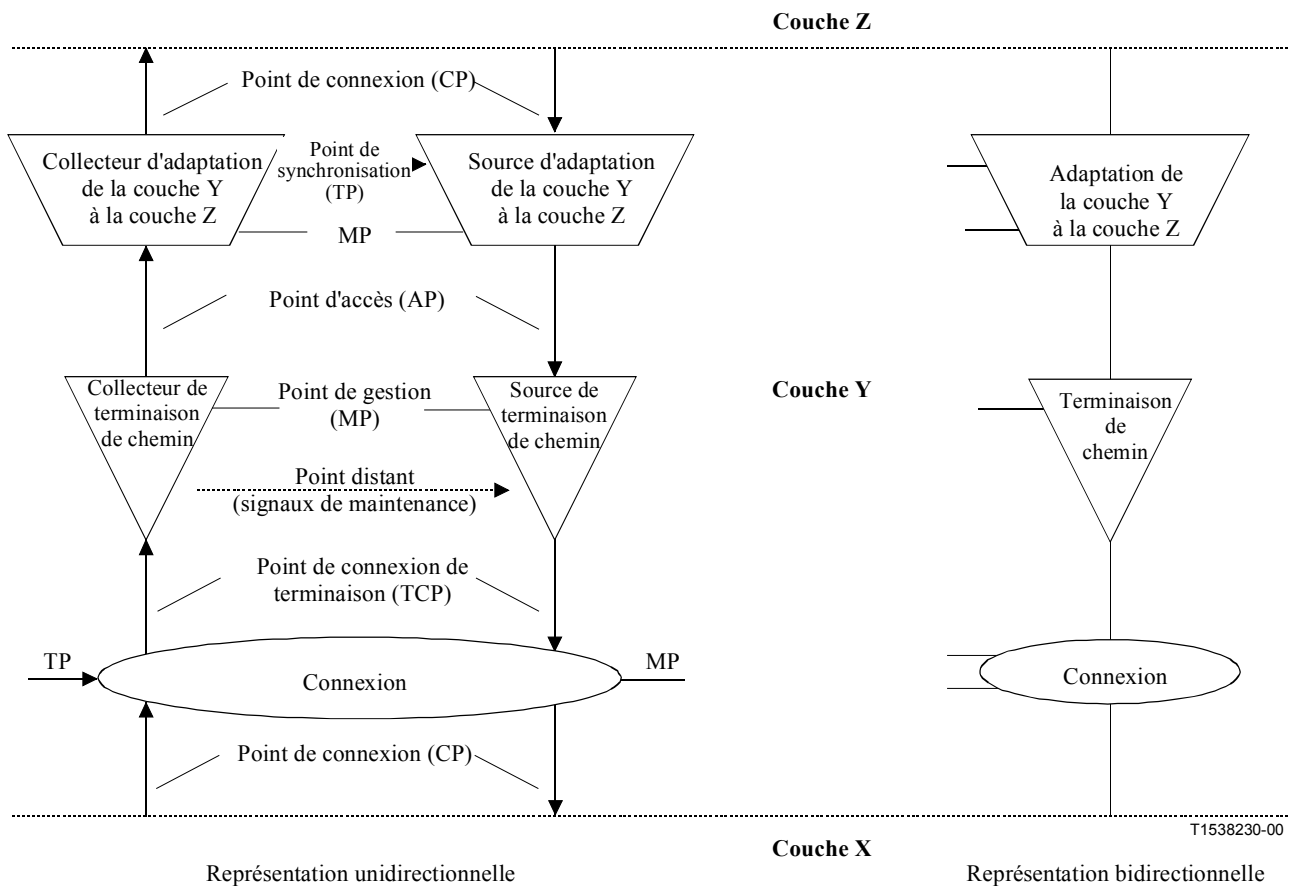 Couche Z
Point de connexion (CP)
Collecteur d'adaptation
de la couche Y
à la couche Z
Point de
synchronisation
(TP)
Source d'adaptation
de la couche Y
à la couche Z
Adaptation de
la couche Y
à la couche Z
MP
Point d'accès (AP)
Collecteur de
terminaison
de chemin
Point de gestion
(MP)
Source de
terminaison
de chemin
Couche Y
Terminaison
de
chemin
Point distant
(signaux de maintenance)
Point de connexion de
terminaison (TCP)
TP
Connexion
MP
Connexion
Point de connexion (CP)
T1538230-00
Couche X
Représentation unidirectionnelle
Représentation bidirectionnelle